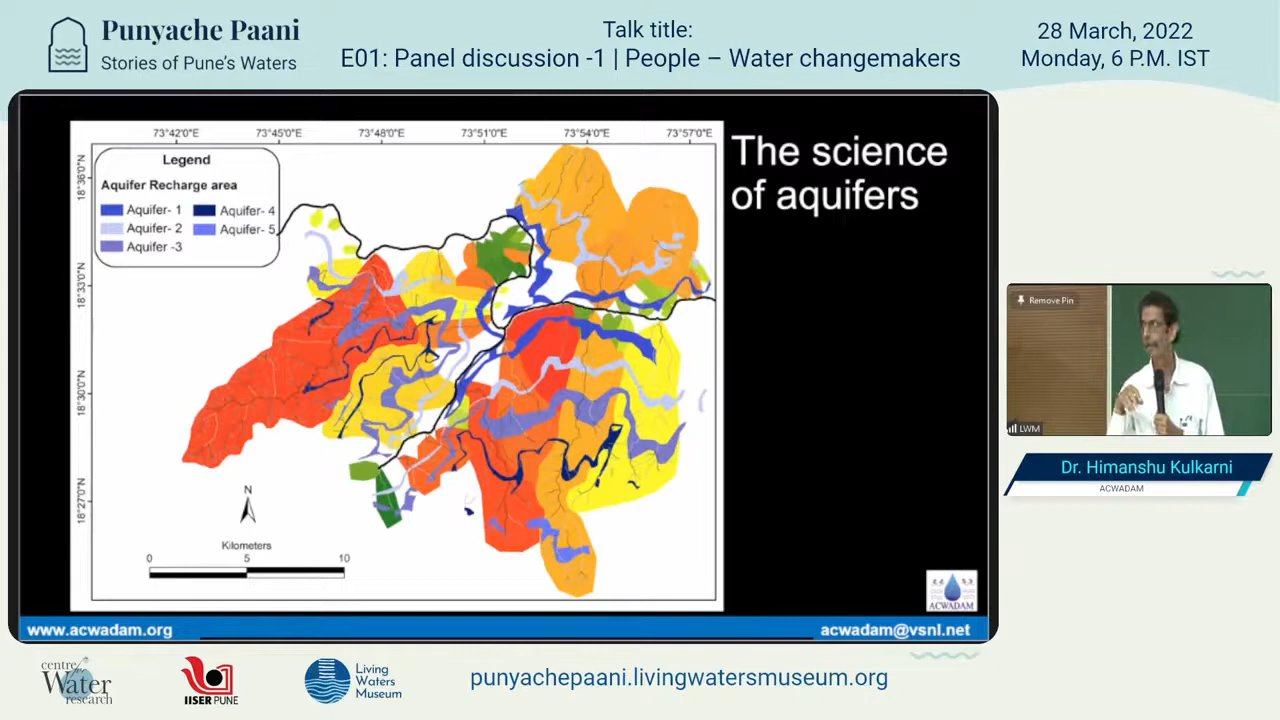 Punyache Paani
Stories of Pune's Waters
Talk title:
E01: Panel discussion -1 | People – Water changemakers
28 March, 2022
Monday, 6 P.M. IST
73°42'0"E 73°45'0"E 73°48'0"E 73°51'0"E 73°54'0"E 73°57'0"E
18°36'0"N
18°33'0"N
18°30'0"N
18°27'0"N
Legend
Aquifer Recharge area
Aquifer- 1 Aquifer- 4
Aquifer- 2 Aquifer- 5
Aquifer -3
N
Kilometers
0 5 10
The science
of aquifers
ACWADAM
www.acwadam.org
acwadam@vsnl.net
Remove Pin
LWM
Dr. Himanshu Kulkarni
ACWADAM
centre
for
Water
research
IISER PUNE
Living
Waters
Museum
punyachepaani.livingwatersmuseum.org